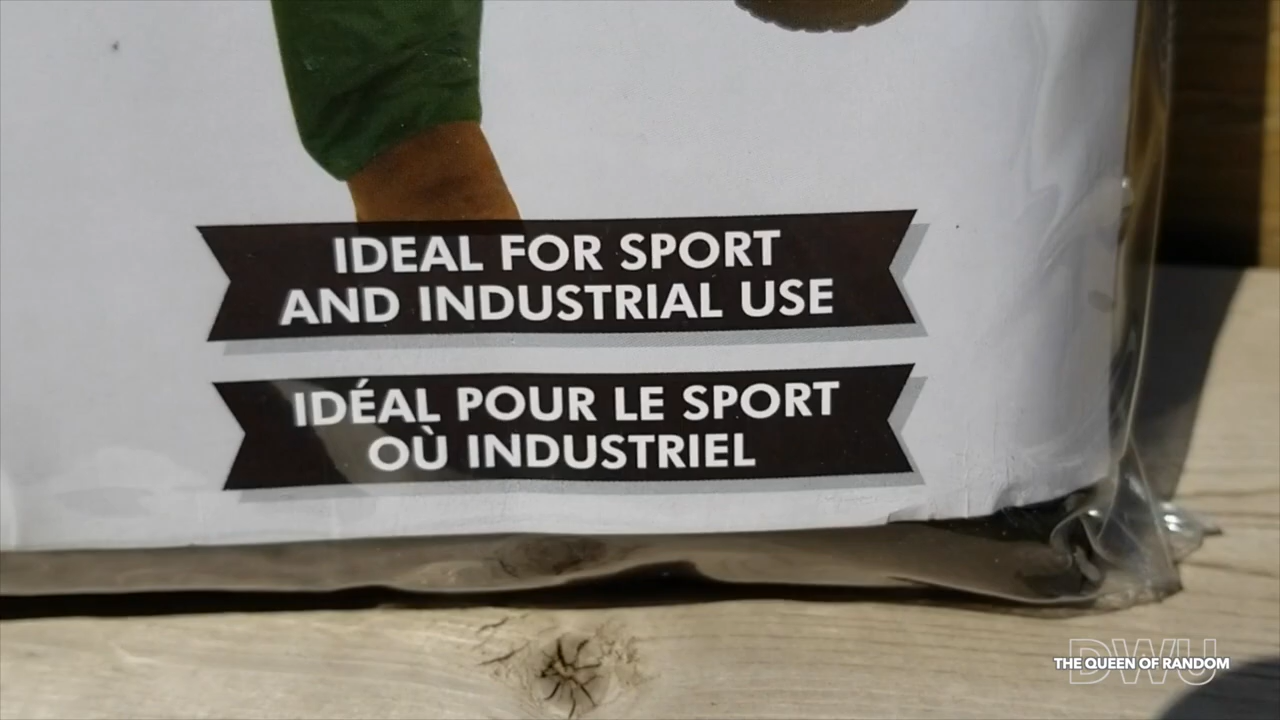 IDEAL FOR SPORT
AND INDUSTRIAL USE
IDÉAL POUR LE SPORT
OÙ INDUSTRIEL
DWU
THE QUEEN OF RANDOM